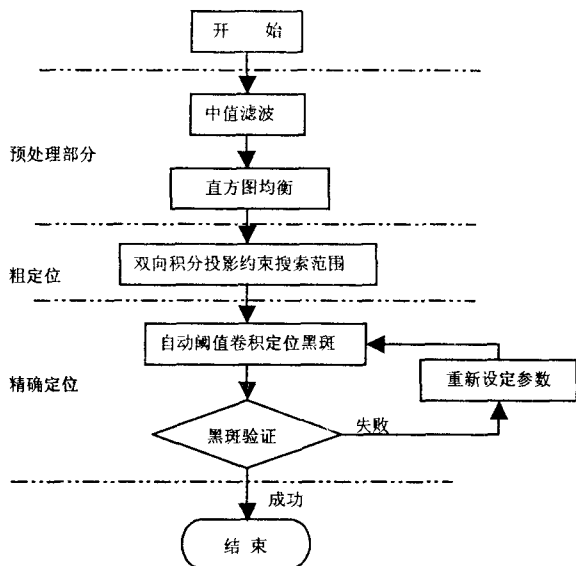 开 始
中值滤波
预处理部分
直方图均衡
双向积分投影约束搜索范围
粗定位
自动阈值卷积定位黑斑
重新设定参数
精确定位
黑斑验证
失败
成功
结 束